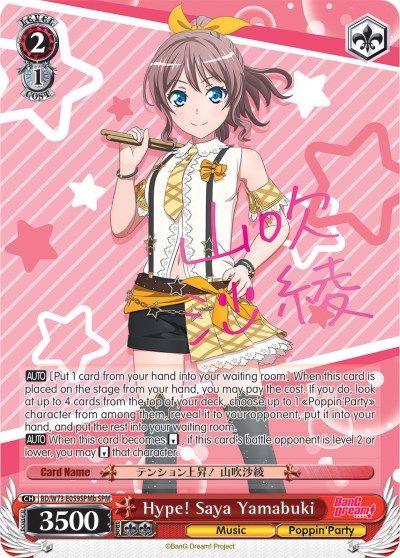 LEVEL
2
1
COST
山吹
沙綾
AUTO [Put 1 card from your hand into your waiting room] When this card is
placed on the stage from your hand, you may pay the cost. If you do, look
at up to 4 cards from the top of your deck, choose up to 1 «Poppin'Party»
character from among them, reveal it to your opponent, put it into your
hand, and put the rest into your waiting room.
AUTO When this card becomes , if this card's battle opponent is level 2 or
lower, you may that character.
Card Name テンション上昇! 山吹沙綾
CH BD/W73-E059SPMb SPM
BanG Dream!
POWER 3500 SOUL Hype! Saya Yamabuki
Music Poppin'Party
©BanG Dream! Project